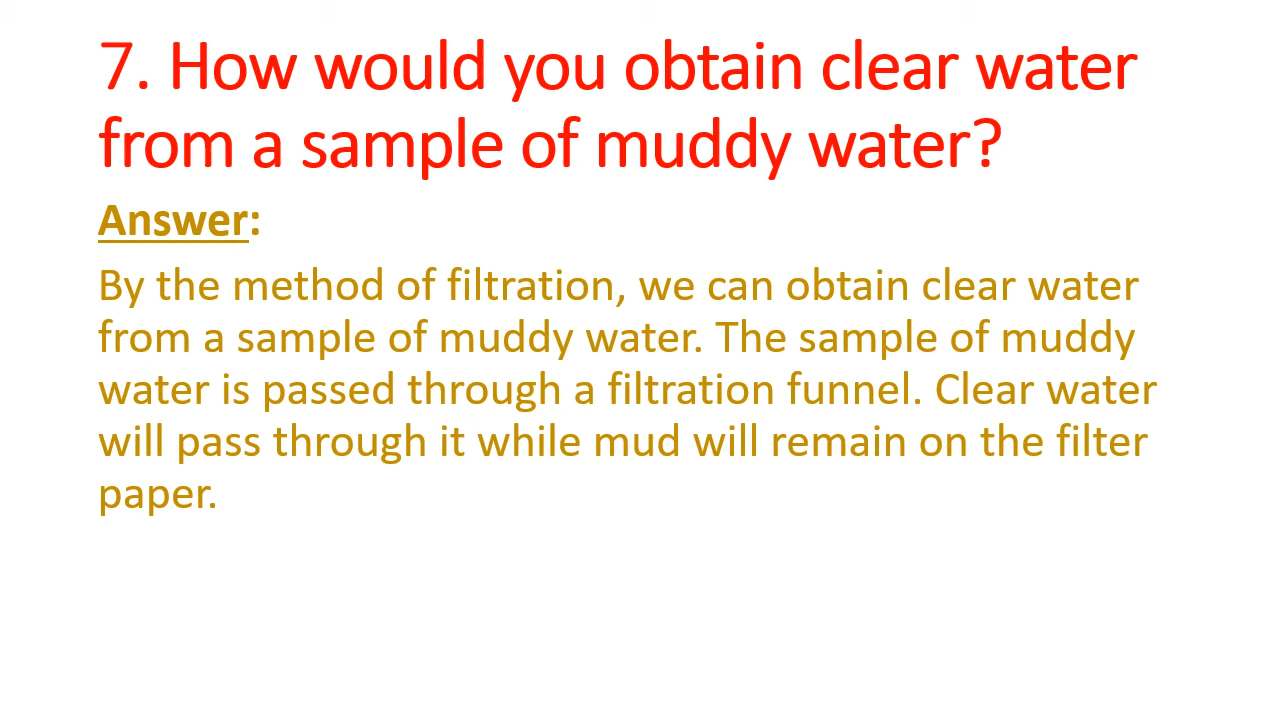 7. How would you obtain clear water
from a sample of muddy water?
Answer:
By the method of filtration, we can obtain clear water
from a sample of muddy water. The sample of muddy
water is passed through a filtration funnel. Clear water
will pass through it while mud will remain on the filter
paper.